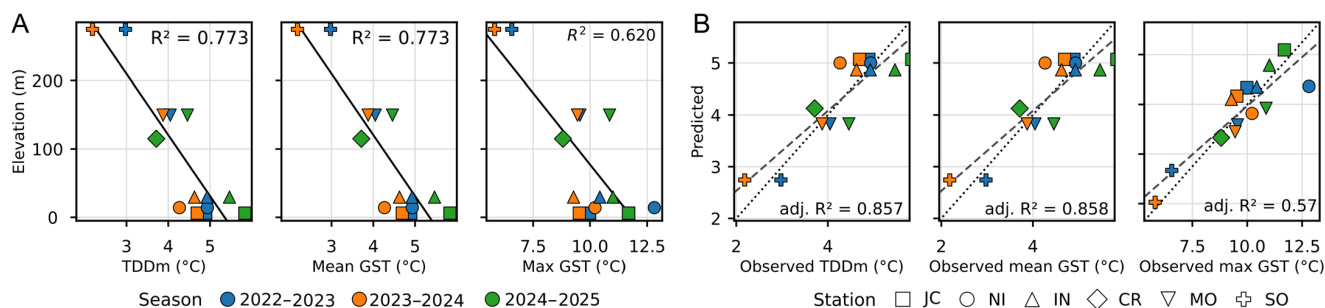 A
B
R² = 0.773
R² = 0.773
R² = 0.620
Elevation (m)
200
100
0
3
4
5
TDDm (°C)
3
4
5
Mean GST (°C)
7.5
10.0
12.5
Max GST (°C)
Predicted
5
4
3
2
adj. R² = 0.857
adj. R² = 0.858
adj. R² = 0.57
2
4
Observed TDDm (°C)
2
4
Observed mean GST (°C)
7.5
10.0
12.5
Observed max GST (°C)
Season 2022–2023 2023–2024 2024–2025
Station JC NI IN CR MO SO